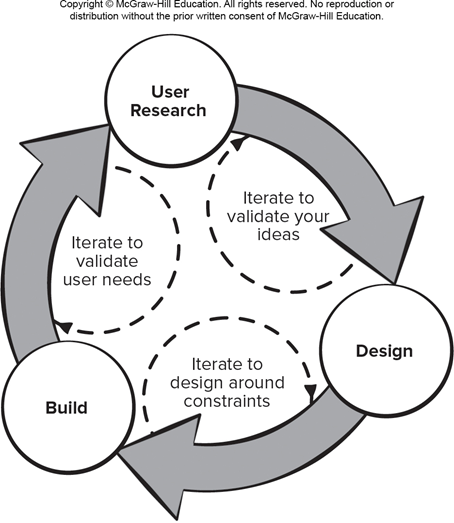 Copyright © McGraw-Hill Education. All rights reserved. No reproduction or
distribution without the prior written consent of McGraw-Hill Education.
User
Research
Iterate to
validate your
ideas
Iterate to
validate
user needs
Design
Iterate to
design around
constraints
Build